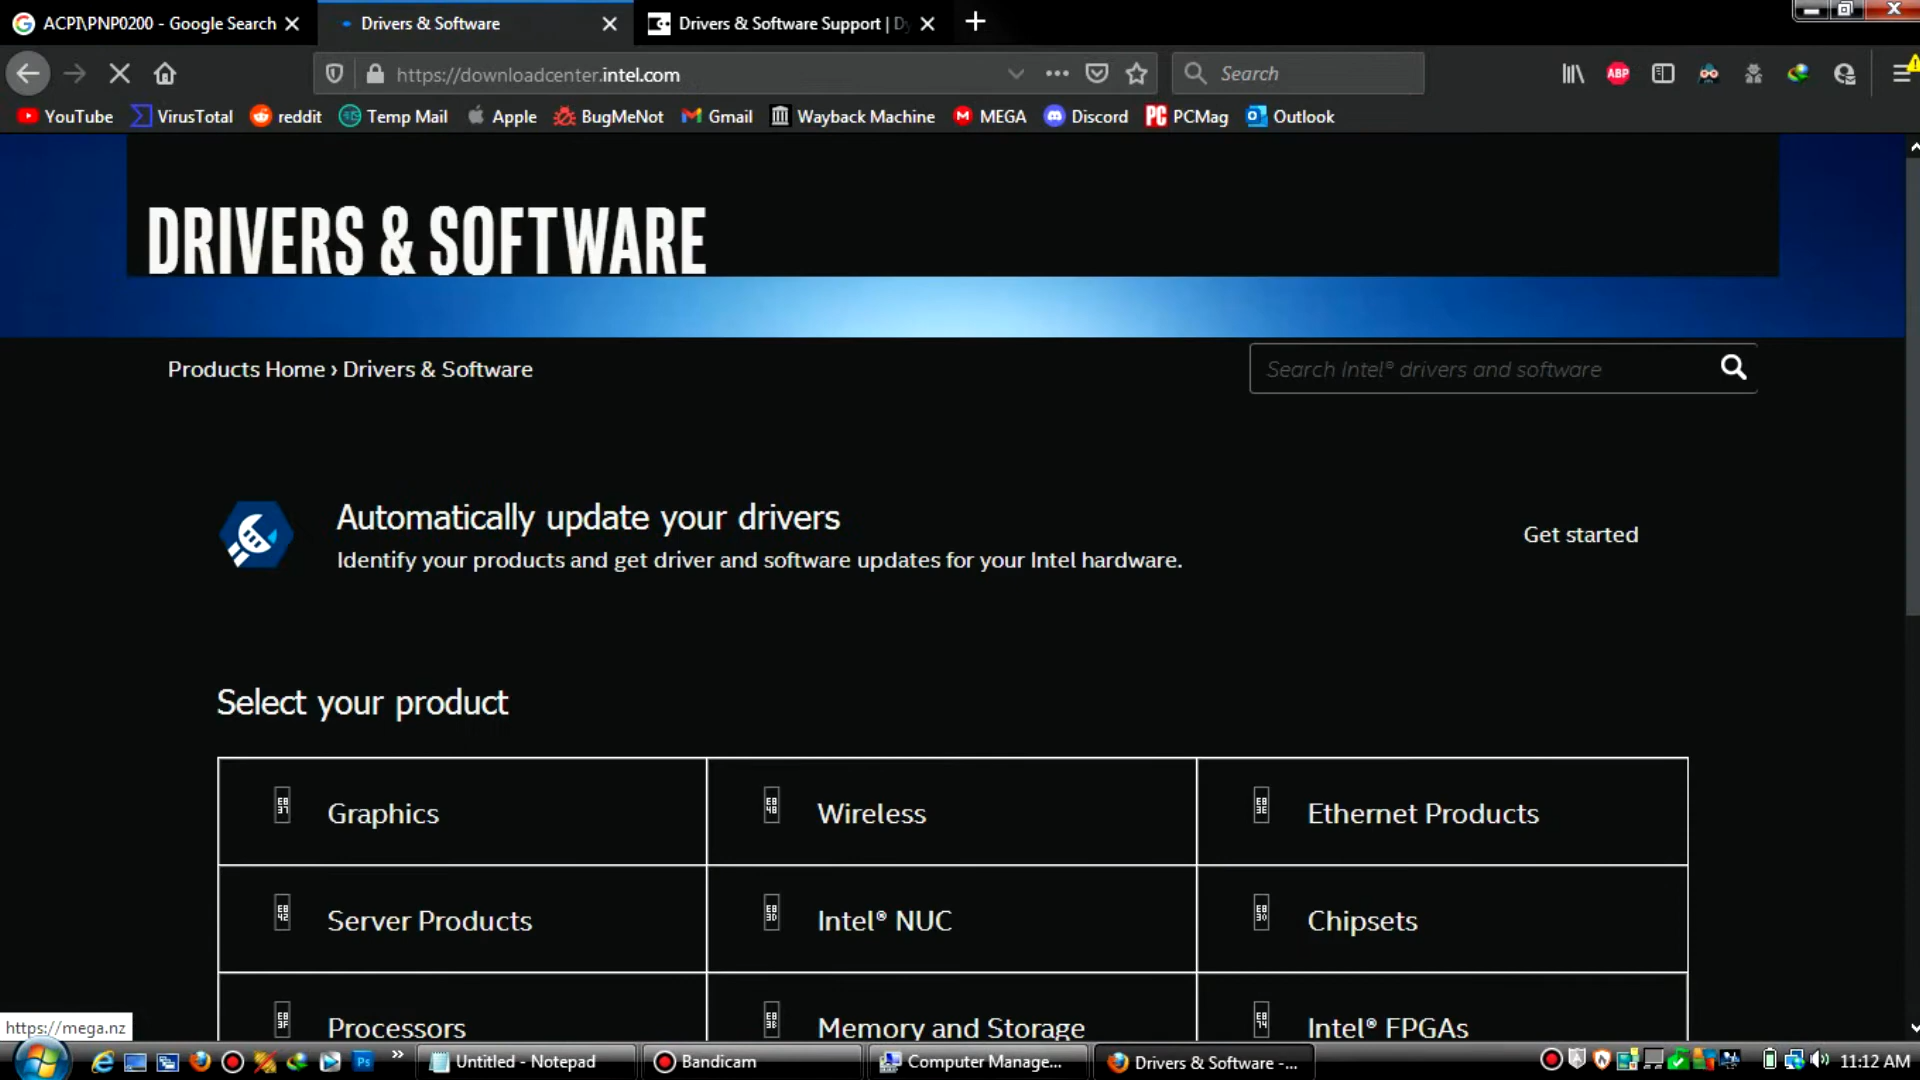 ACPI\PNP0200 - Google Search
Drivers & Software
Drivers & Software Support | Dy
https://downloadcenter.intel.com
Search
ABP
YouTube
VirusTotal
reddit
Temp Mail
Apple
BugMeNot
Gmail
Wayback Machine
MEGA
Discord
PCMag
Outlook
DRIVERS & SOFTWARE
Products Home › Drivers & Software
Search Intel® drivers and software
Automatically update your drivers
Identify your products and get driver and software updates for your Intel hardware.
Get started
Select your product
Graphics
Wireless
Ethernet Products
Server Products
Intel® NUC
Chipsets
Processors
Memory and Storage
Intel® FPGAs
https://mega.nz
Untitled - Notepad
Bandicam
Computer Manage...
Drivers & Software -...
11:12 AM